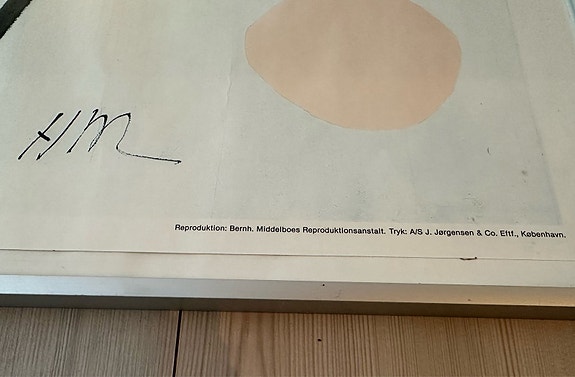 HM
Reproduktion: Bernh. Middelboes Reproduktionsanstalt. Tryk: A/S J. Jørgensen & Co. Eftf., København.